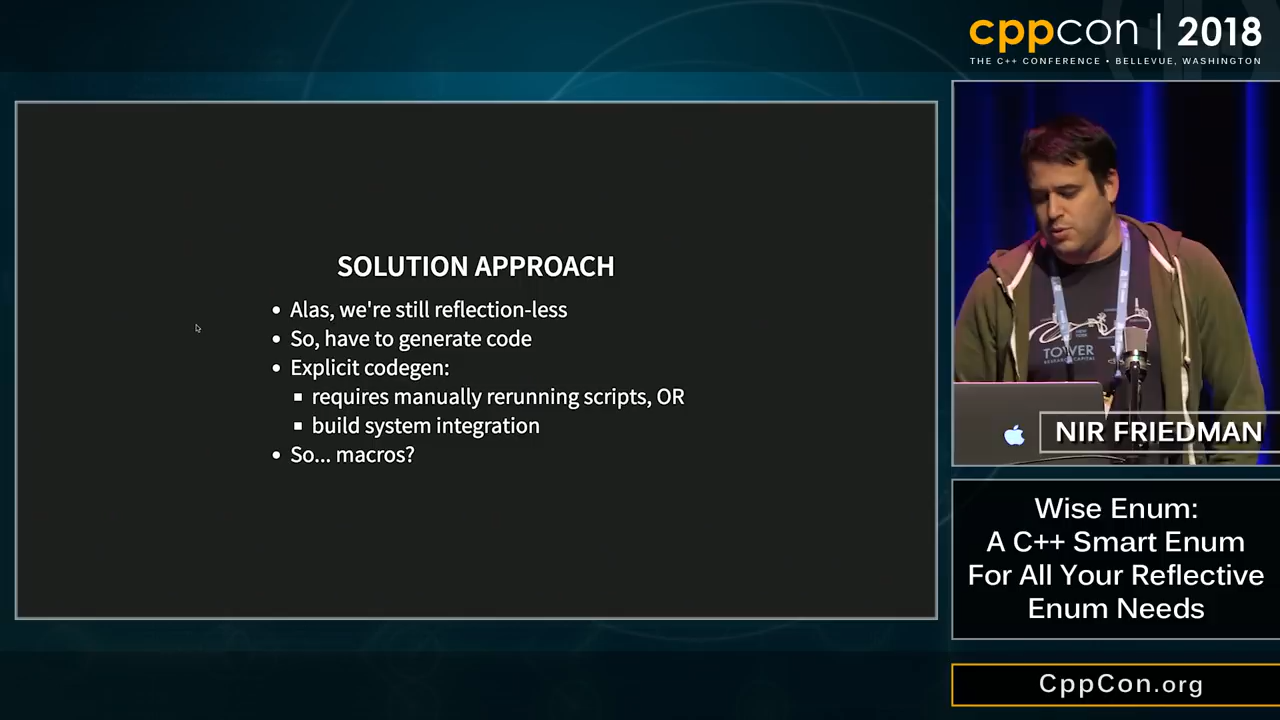 cppcon | 2018
THE C++ CONFERENCE • BELLEVUE, WASHINGTON
SOLUTION APPROACH
• Alas, we're still reflection-less
• So, have to generate code
• Explicit codegen:
▪ requires manually rerunning scripts, OR
▪ build system integration
• So... macros?
TOWER
NIR FRIEDMAN
Wise Enum:
A C++ Smart Enum
For All Your Reflective
Enum Needs
CppCon.org